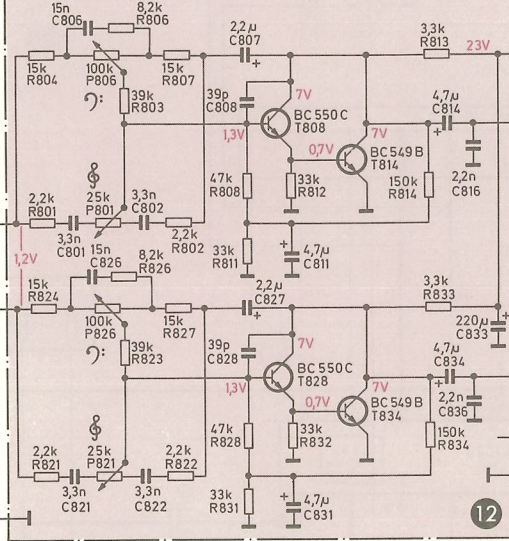 15n
C806
8,2k
R806
2,2µ
C807
3,3k
R813
23V
15k
R804
100k
P806
15k
R807
39k
R803
39p
C808
7V
BC 550C
T808
4,7µ
C814
1,3V
7V
0,7V
BC 549B
T814
47k
R808
33k
R812
150k
R814
2,2n
C816
2,2k
R801
25k
P801
3,3n
C802
3,3n
C801
2,2k
R802
33k
R811
4,7µ
C811
1,2V
15n
C826
8,2k
R826
2,2µ
C827
15k
R824
100k
P826
15k
R827
3,3k
R833
220µ
C833
39k
R823
39p
C828
7V
BC 550C
T828
4,7µ
C834
1,3V
7V
0,7V
BC 549B
T834
2,2n
C836
47k
R828
33k
R832
150k
R834
2,2k
R821
25k
P821
2,2k
R822
3,3n
C821
3,3n
C822
33k
R831
4,7µ
C831
12